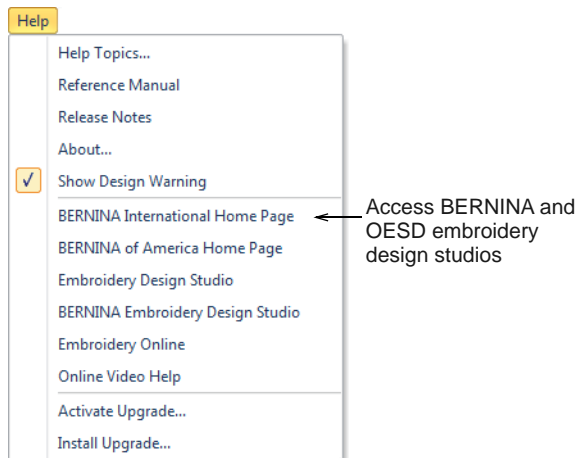 Help
Help Topics...
Reference Manual
Release Notes
About...
Show Design Warning
BERNINA International Home Page
BERNINA of America Home Page
Embroidery Design Studio
BERNINA Embroidery Design Studio
Embroidery Online
Online Video Help
Activate Upgrade...
Install Upgrade...
Access BERNINA and
OESD embroidery
design studios